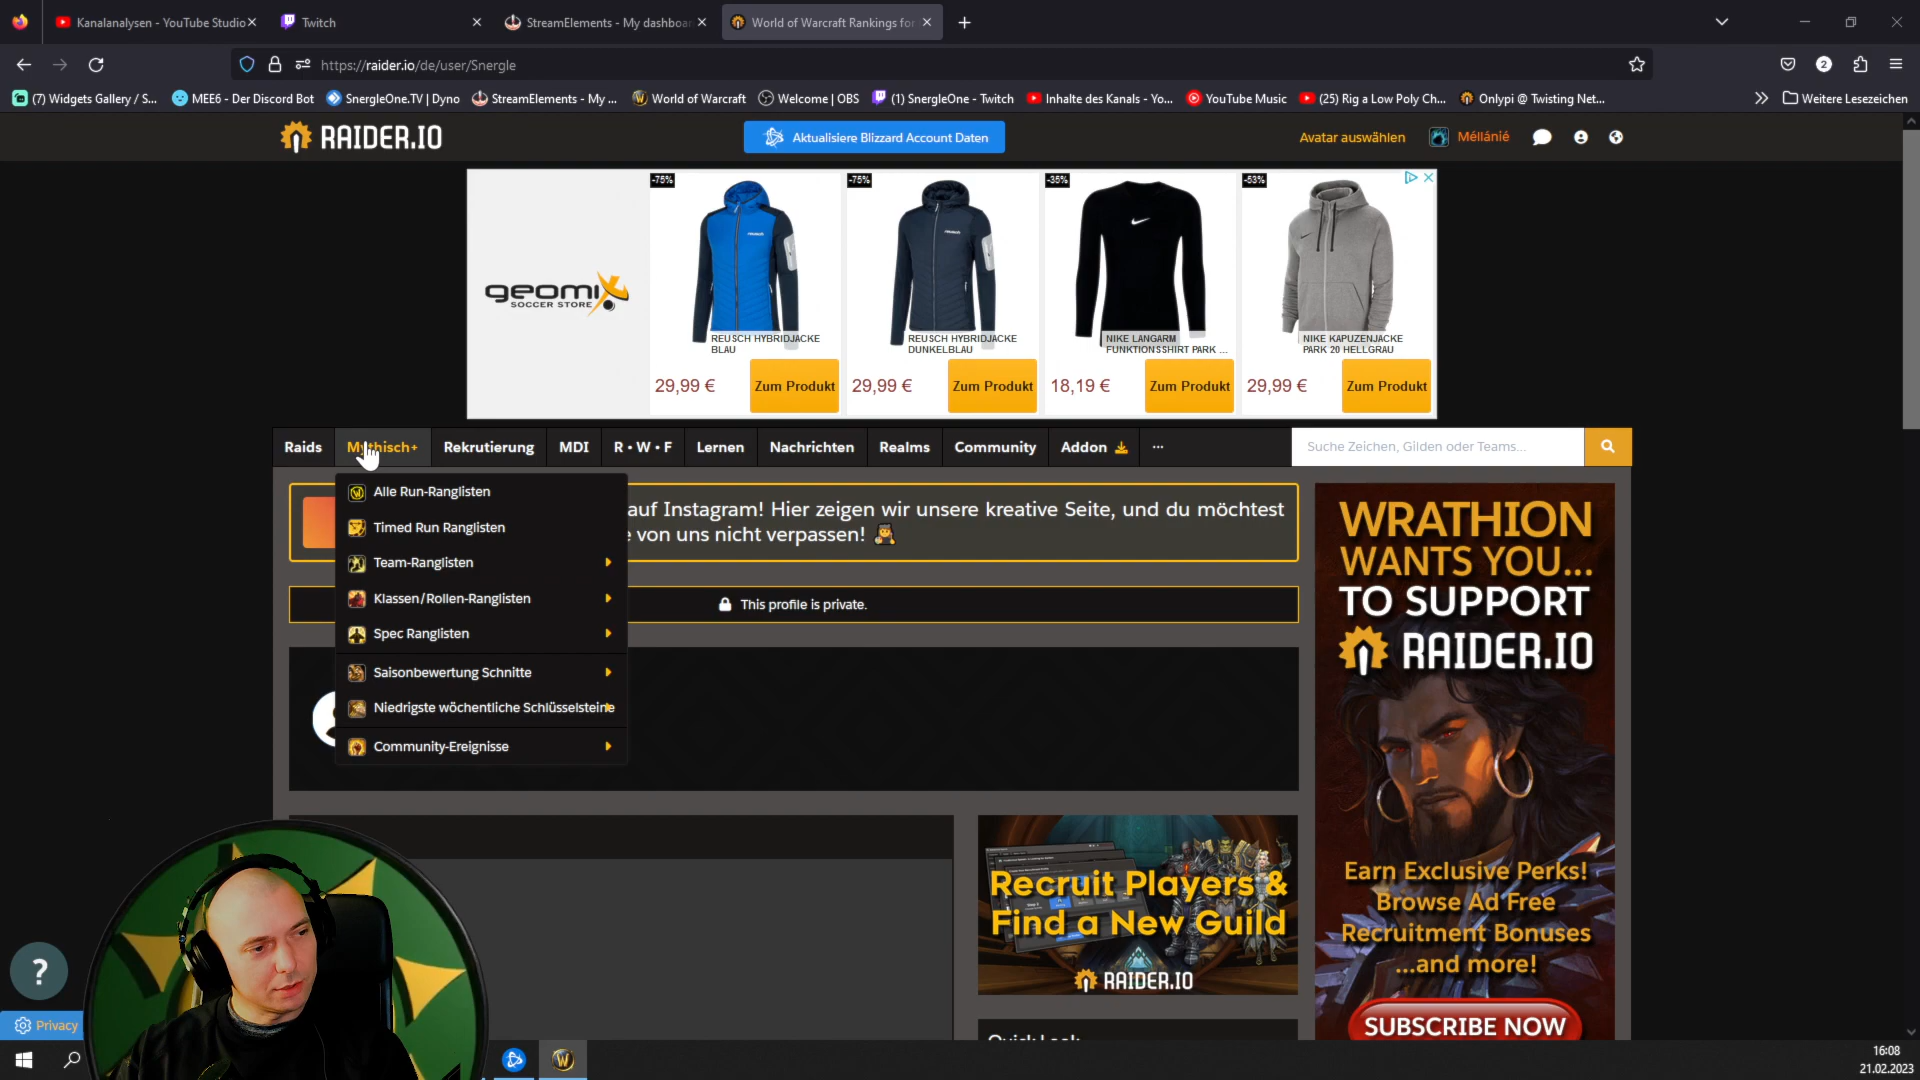 Kanalanalysen - YouTube Studio
Twitch
StreamElements - My dashboar
World of Warcraft Rankings for
https://raider.io/de/user/Snergle
2
(7) Widgets Gallery / S...
MEE6 - Der Discord Bot
SnergleOne.TV | Dyno
StreamElements - My ...
World of Warcraft
Welcome | OBS
(1) SnergleOne - Twitch
Inhalte des Kanals - Yo...
YouTube Music
(25) Rig a Low Poly Ch...
Onlypi @ Twisting Net...
Weitere Lesezeichen
RAIDER.IO
Aktualisiere Blizzard Account Daten
Avatar auswählen
Méllánié
geomix
SOCCER STORE
-75%
REUSCH HYBRIDJACKE
BLAU
29,99 €
Zum Produkt
-75%
REUSCH HYBRIDJACKE
DUNKELBLAU
29,99 €
Zum Produkt
-35%
NIKE LANGARM
FUNKTIONSSHIRT PARK ...
18,19 €
Zum Produkt
-53%
NIKE KAPUZENJACKE
PARK 20 HELLGRAU
29,99 €
Zum Produkt
Raids
Mythisch+
Rekrutierung
MDI
R • W • F
Lernen
Nachrichten
Realms
Community
Addon
...
Suche Zeichen, Gilden oder Teams...
Alle Run-Ranglisten
Timed Run Ranglisten
Team-Ranglisten
Klassen/Rollen-Ranglisten
Spec Ranglisten
Saisonbewertung Schnitte
Niedrigste wöchentliche Schlüsselsteine
Community-Ereignisse
auf Instagram! Hier zeigen wir unsere kreative Seite, und du möchtest
e von uns nicht verpassen!
This profile is private.
WRATHION
WANTS YOU...
TO SUPPORT
RAIDER.IO
Earn Exclusive Perks!
Browse Ad Free
Recruitment Bonuses
...and more!
SUBSCRIBE NOW
Recruit Players &
Find a New Guild
RAIDER.IO
Quick Look
?
Privacy
16:08
21.02.2023